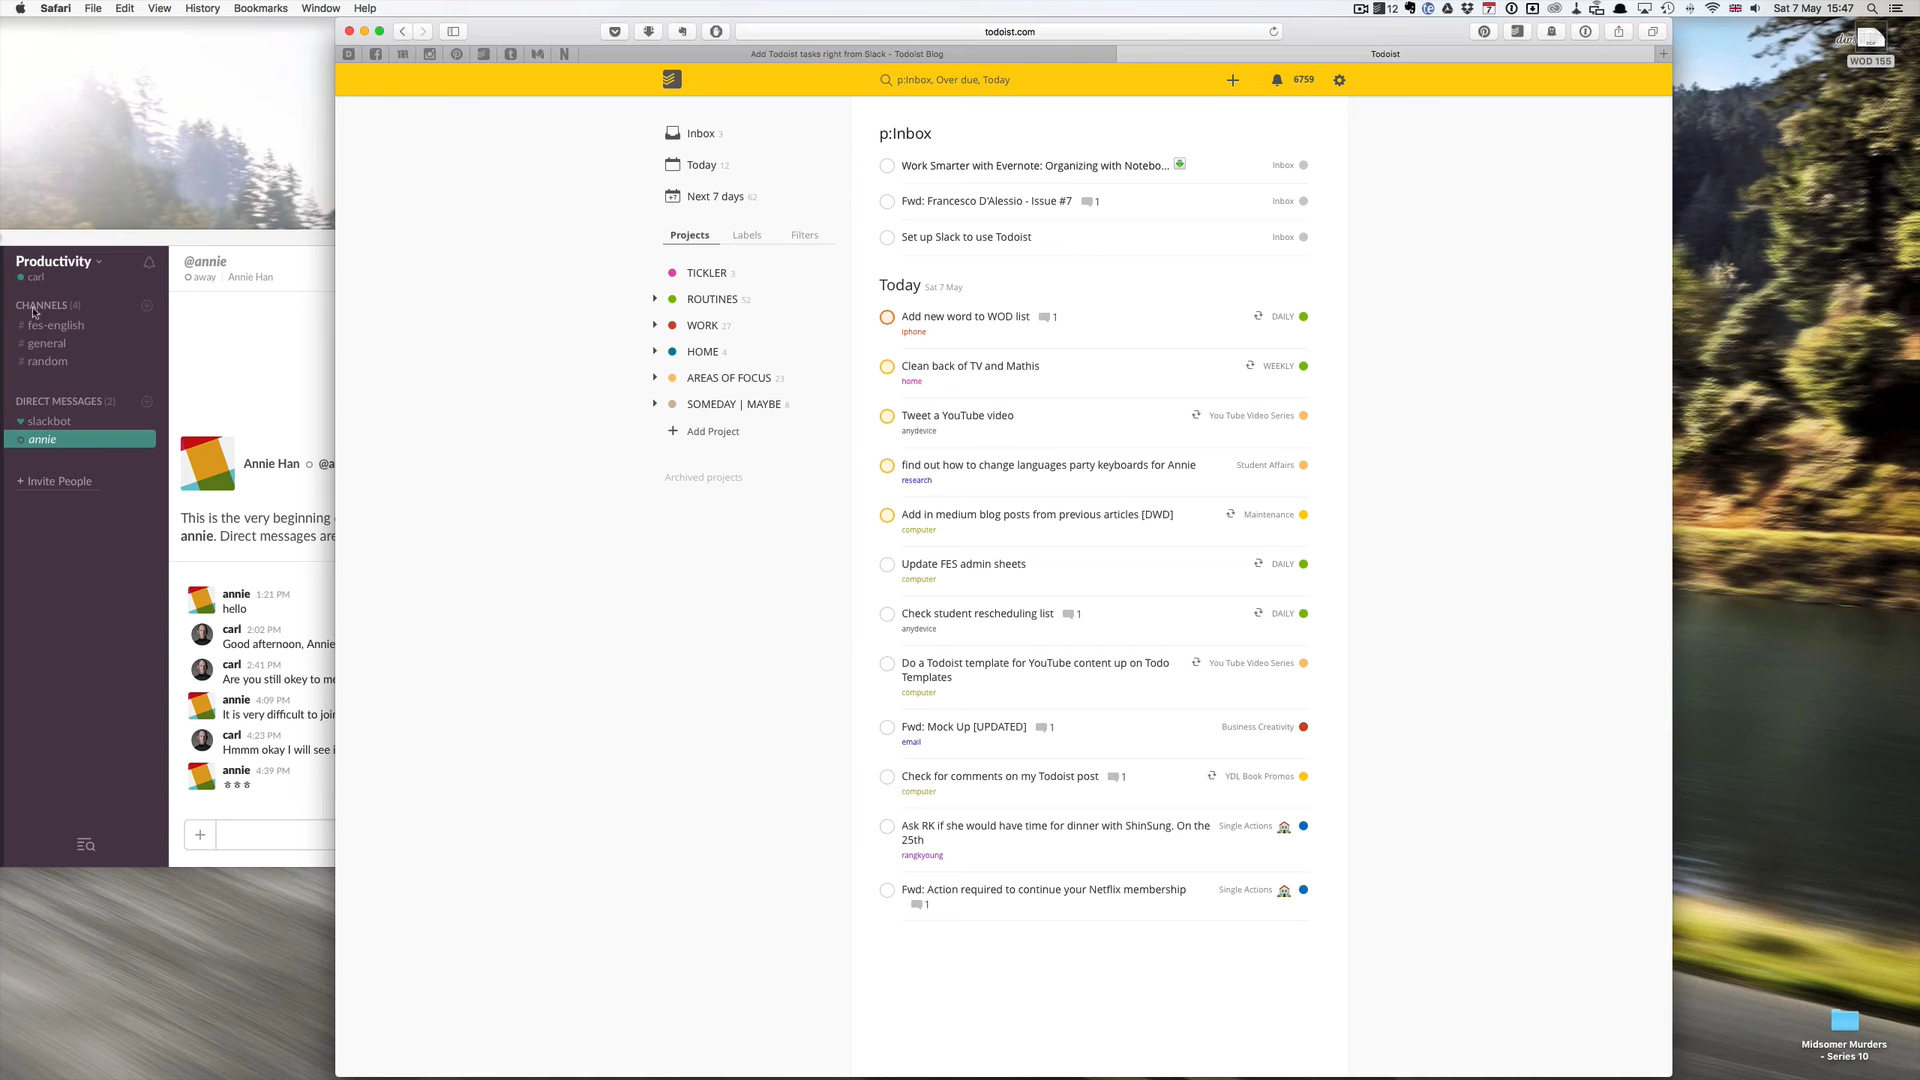 Safari File Edit View History Bookmarks Window Help
12
7
Sat 7 May 15:47
todoist.com
Add Todoist tasks right from Slack - Todoist Blog
Todoist
p:Inbox, Over due, Today
6759
WOD 155
Inbox 3
Today 12
Next 7 days 62
Projects Labels Filters
TICKLER 3
ROUTINES 52
WORK 27
HOME 4
AREAS OF FOCUS 23
SOMEDAY | MAYBE 8
+ Add Project
Archived projects
p:Inbox
Work Smarter with Evernote: Organizing with Notebo... Inbox
Fwd: Francesco D'Alessio - Issue #7 1 Inbox
Set up Slack to use Todoist Inbox
Today Sat 7 May
Add new word to WOD list 1 DAILY
iphone
Clean back of TV and Mathis WEEKLY
home
Tweet a YouTube video You Tube Video Series
anydevice
find out how to change languages party keyboards for Annie Student Affairs
research
Add in medium blog posts from previous articles [DWD] Maintenance
computer
Update FES admin sheets DAILY
computer
Check student rescheduling list 1 DAILY
anydevice
Do a Todoist template for YouTube content up on Todo You Tube Video Series
Templates
computer
Fwd: Mock Up [UPDATED] 1 Business Creativity
email
Check for comments on my Todoist post 1 YDL Book Promos
computer
Ask RK if she would have time for dinner with ShinSung. On the Single Actions
25th
rangkyoung
Fwd: Action required to continue your Netflix membership Single Actions
1
Productivity
carl
CHANNELS (4)
# fes-english
# general
# random
DIRECT MESSAGES (2)
slackbot
annie
+ Invite People
@annie
away | Annie Han
Annie Han @a
This is the very beginning
annie. Direct messages are
annie 1:21 PM
hello
carl 2:02 PM
Good afternoon, Annie
carl 2:41 PM
Are you still okey to me
annie 4:09 PM
It is very difficult to joi
carl 4:23 PM
Hmmm okay I will see i
annie 4:39 PM
ㅎㅎㅎ
Midsomer Murders
- Series 10